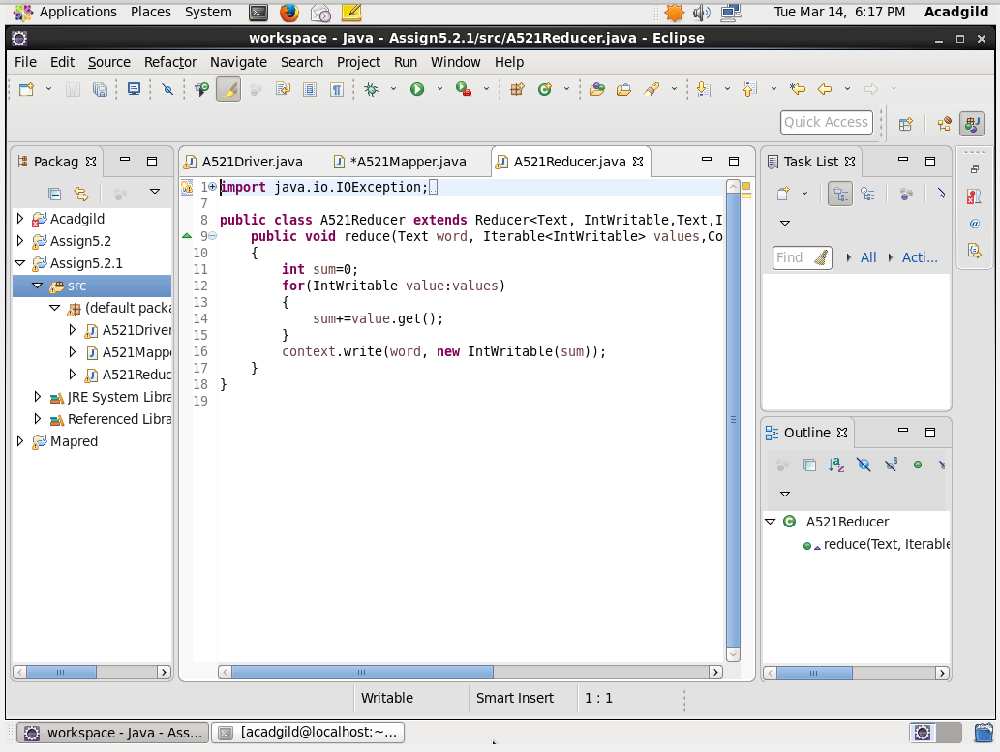 Applications Places System Tue Mar 14, 6:17 PM Acadgild
workspace - Java - Assign5.2.1/src/A521Reducer.java - Eclipse
File Edit Source Refactor Navigate Search Project Run Window Help
Quick Access
Packag
A521Driver.java *A521Mapper.java A521Reducer.java
Task List
Acadgild
Assign5.2
Assign5.2.1
src
(default packa
A521Driver
A521Mappe
A521Reduc
JRE System Libra
Referenced Libra
Mapred
1 import java.io.IOException;
7
8 public class A521Reducer extends Reducer<Text, IntWritable,Text,I
9 public void reduce(Text word, Iterable<IntWritable> values,Co
10 {
11 int sum=0;
12 for(IntWritable value:values)
13 {
14 sum+=value.get();
15 }
16 context.write(word, new IntWritable(sum));
17 }
18 }
19
Find All Acti...
Outline
A521Reducer
reduce(Text, Iterable
Writable Smart Insert 1 : 1
workspace - Java - Ass... [acadgild@localhost:~...